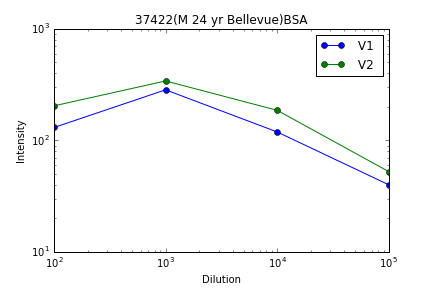 37422(M 24 yr Bellevue)BSA
10³
V1
V2
Intensity
10²
10¹
10² 10³ 10⁴ 10⁵
Dilution